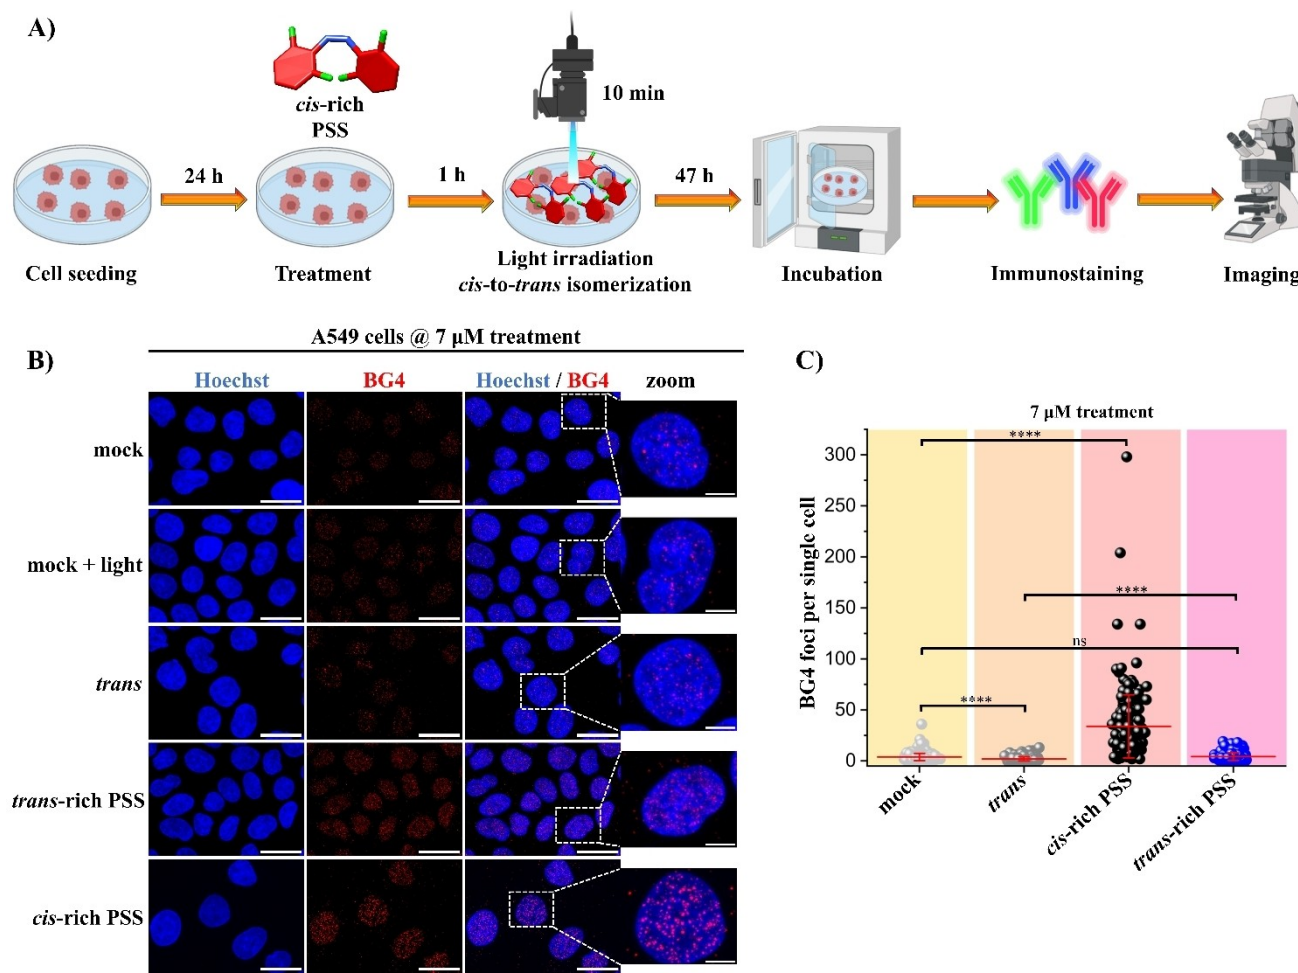 A)
cis-rich
PSS
10 min
24 h
1 h
47 h
Cell seeding
Treatment
Light irradiation
cis-to-trans isomerization
Incubation
Immunostaining
Imaging
B)
A549 cells @ 7 µM treatment
Hoechst
BG4
Hoechst / BG4
zoom
mock
mock + light
trans
trans-rich PSS
cis-rich PSS
C)
7 µM treatment
BG4 foci per single cell
300
250
200
150
100
50
0
****
****
ns
****
mock
trans
cis-rich PSS
trans-rich PSS